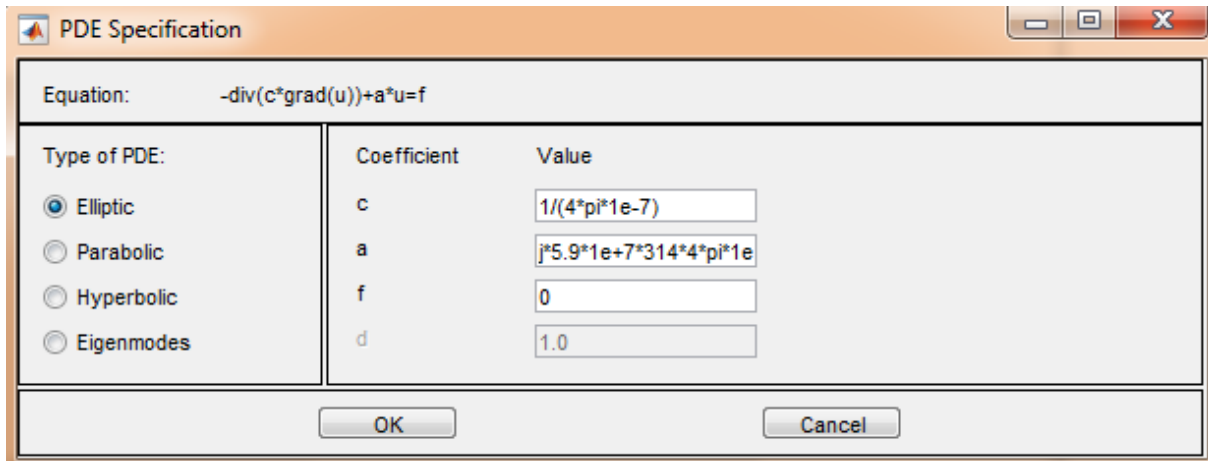 PDE Specification
Equation: -div(c*grad(u))+a*u=f
Type of PDE:
Elliptic
Parabolic
Hyperbolic
Eigenmodes
Coefficient Value
c 1/(4*pi*1e-7)
a j*5.9*1e+7*314*4*pi*1e
f 0
d 1.0
OK Cancel